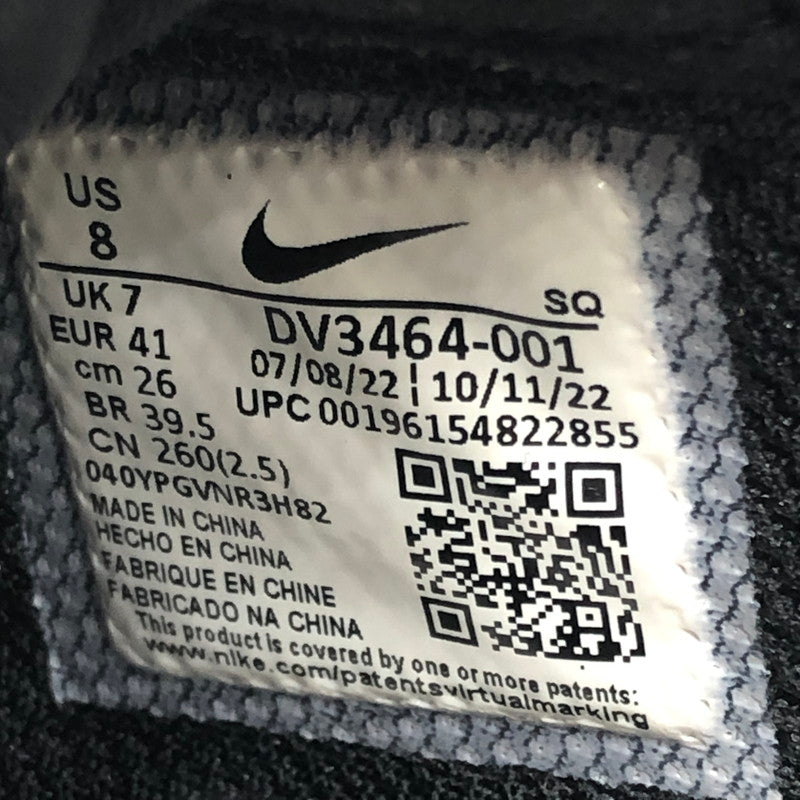 US
8
SQ
UK 7
DV3464-001
EUR 41
07/08/22 ¦ 10/11/22
cm 26
UPC 00196154822855
BR 39.5
CN 260(2.5)
040YPGVNR3H82
MADE IN CHINA
HECHO EN CHINA
FABRIQUE EN CHINE
FABRICADO NA CHINA
This product is covered by one or more patents:
www.nike.com/patentsvirtualmarking